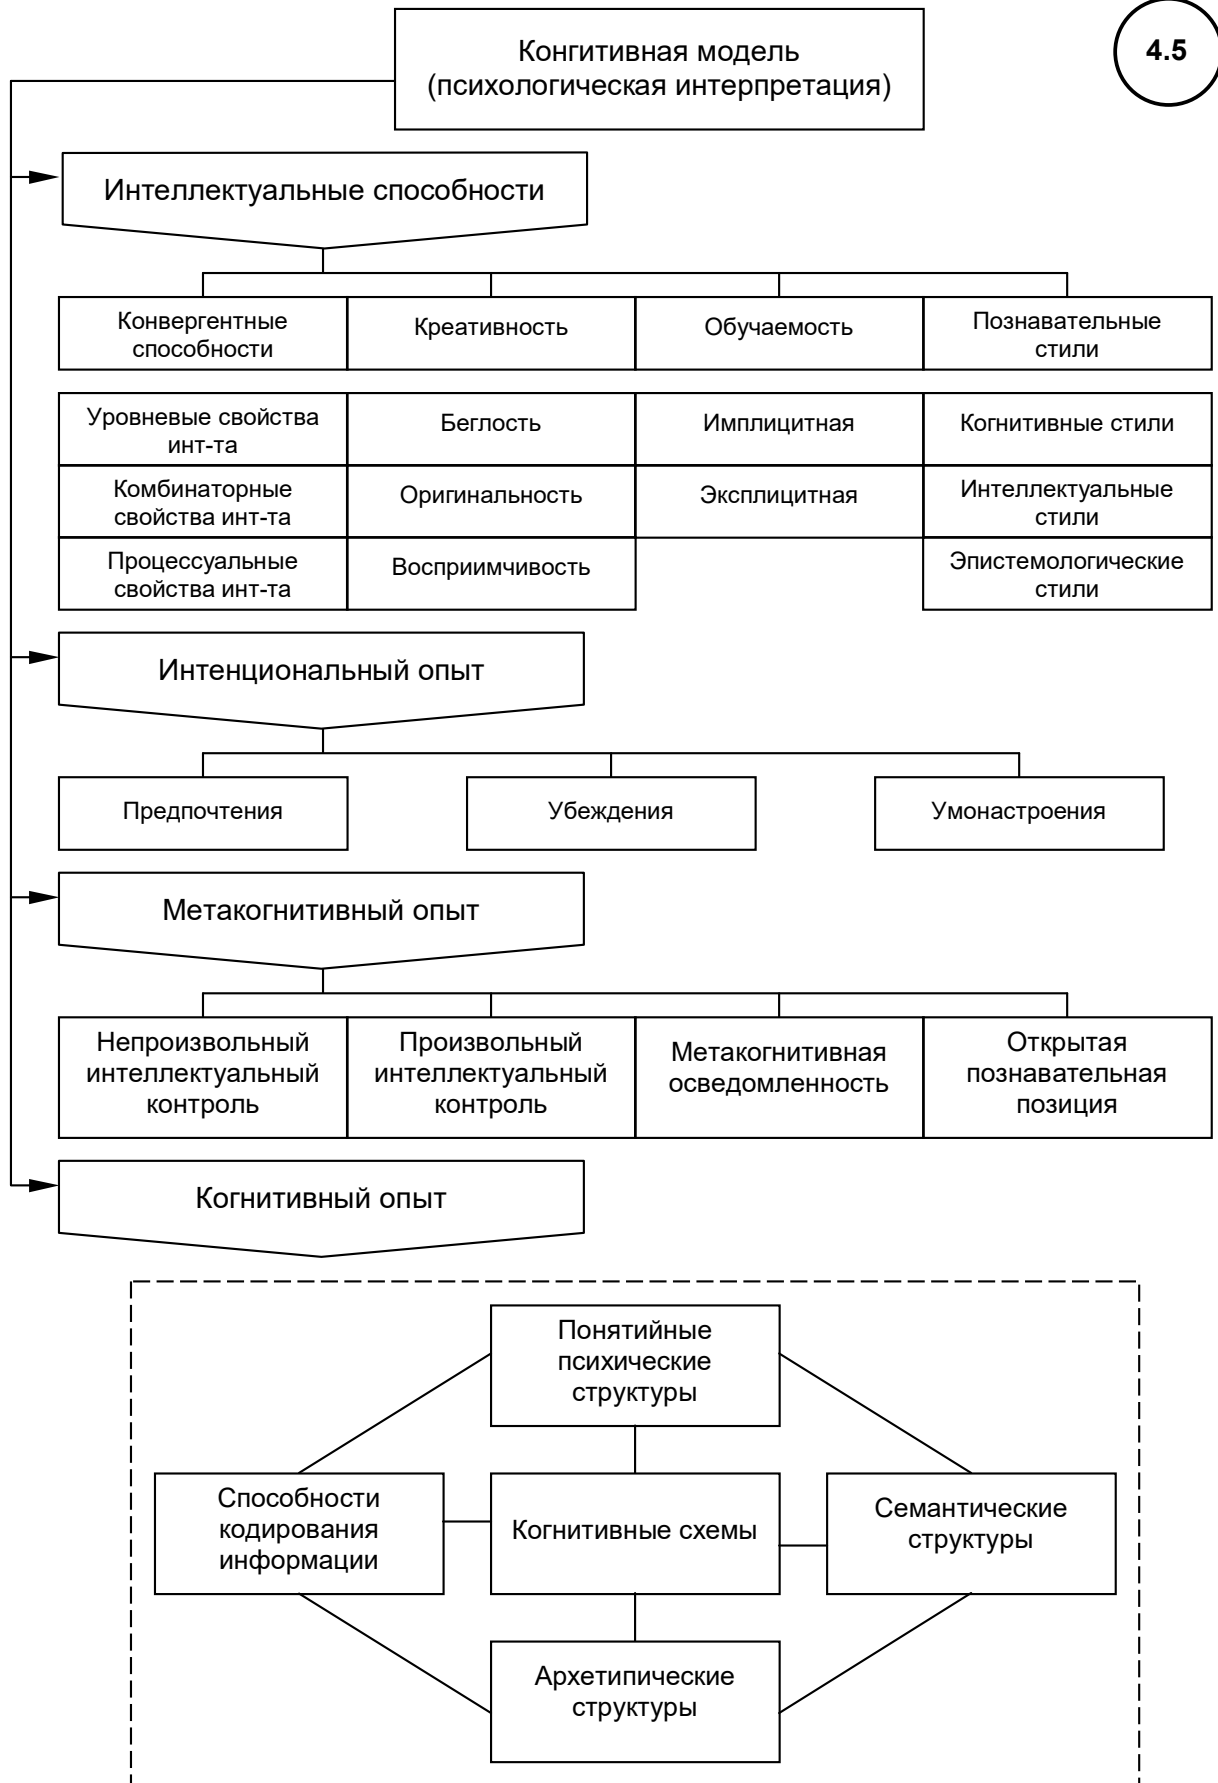 Конгитивная модель
(психологическая интерпретация)
4.5
Интеллектуальные способности
Конвергентные
способности
Креативность
Обучаемость
Познавательные
стили
Уровневые свойства
инт-та
Беглость
Имплицитная
Когнитивные стили
Комбинаторные
свойства инт-та
Оригинальность
Эксплицитная
Интеллектуальные
стили
Процессуальные
свойства инт-та
Восприимчивость
Эпистемологические
стили
Интенциональный опыт
Предпочтения
Убеждения
Умонастроения
Метакогнитивный опыт
Непроизвольный
интеллектуальный
контроль
Произвольный
интеллектуальный
контроль
Метакогнитивная
осведомленность
Открытая
познавательная
позиция
Когнитивный опыт
Понятийные
психические
структуры
Способности
кодирования
информации
Когнитивные схемы
Семантические
структуры
Архетипические
структуры